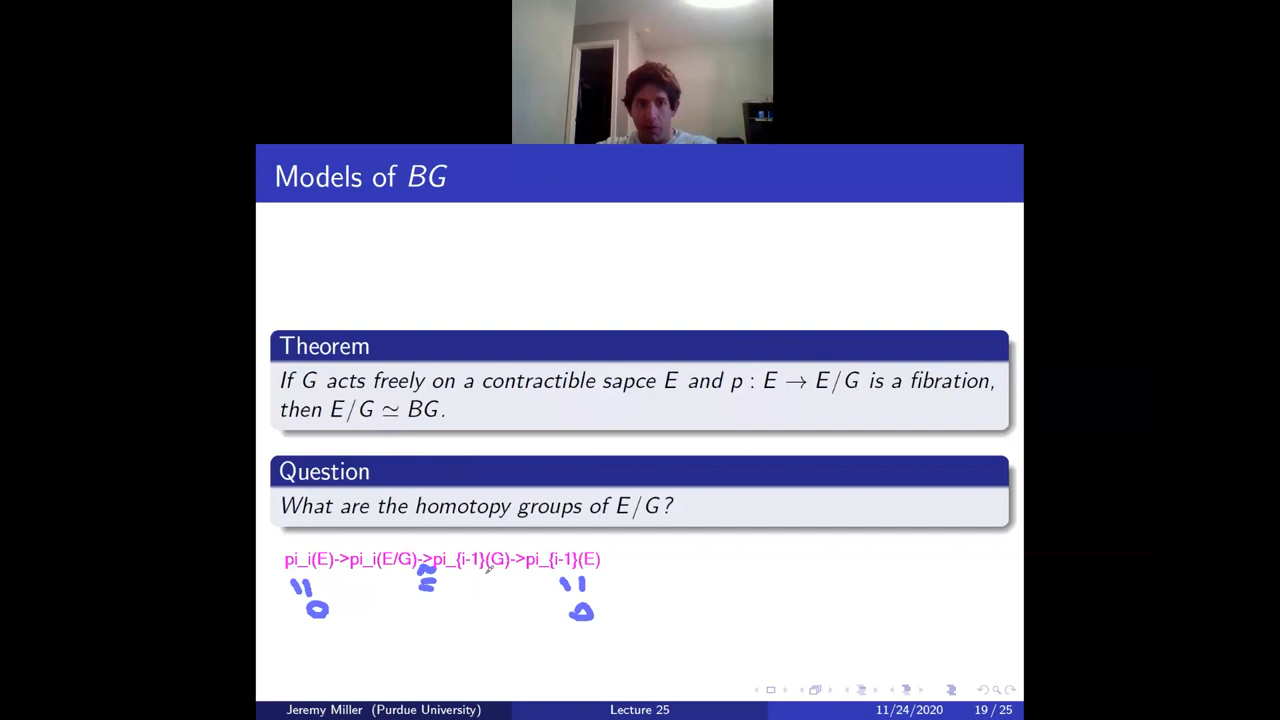 Models of BG
Theorem
If G acts freely on a contractible sapce E and p : E → E/G is a fibration,
then E/G ≃ BG.
Question
What are the homotopy groups of E/G?
pi_i(E)->pi_i(E/G)->pi_{i-1}(G)->pi_{i-1}(E)
= ≅ =
0 0
Jeremy Miller (Purdue University) Lecture 25 11/24/2020 19 / 25